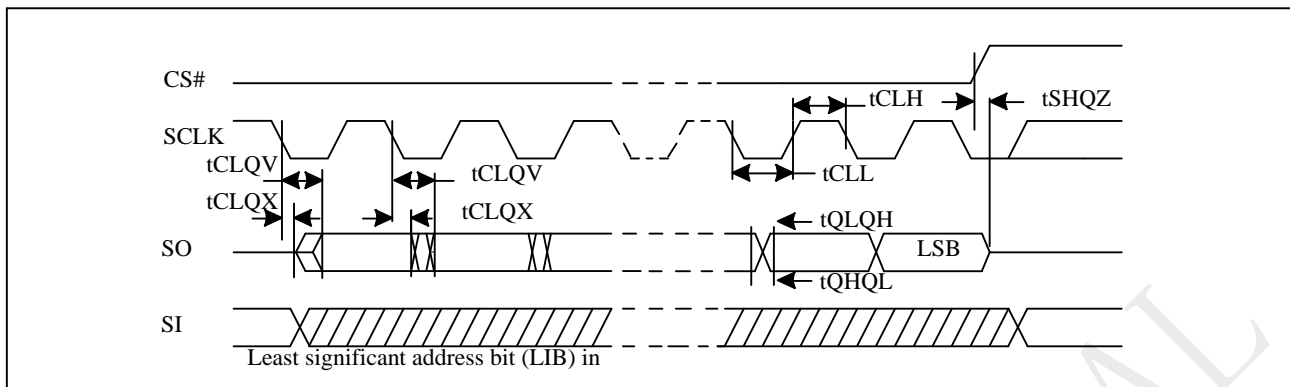 CS#
tCLH
tSHQZ
SCLK
tCLQV
tCLQV
tCLL
tCLQX
tCLQX
tQLQH
SO
LSB
tQHQL
SI
Least significant address bit (LIB) in
AL